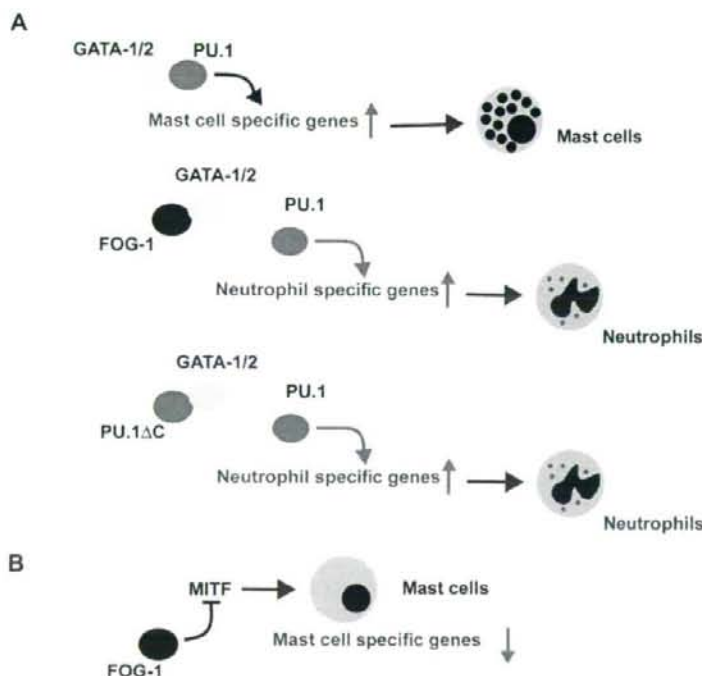 A
GATA-1/2 PU.1
Mast cell specific genes
Mast cells
GATA-1/2
PU.1
FOG-1
Neutrophil specific genes
Neutrophils
GATA-1/2
PU.1
PU.1ΔC
Neutrophil specific genes
Neutrophils
B
MITF
Mast cells
Mast cell specific genes
FOG-1